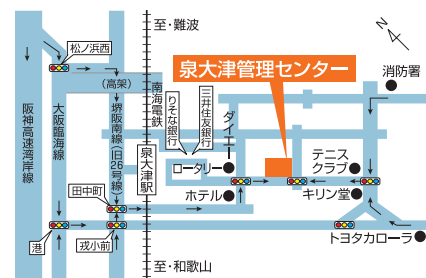 至・難波
N
松ノ浜西
消防署
泉大津管理センター
(高架)
南海電鉄
三井住友銀行
りそな銀行
ダイエー
阪神高速湾岸線
大阪臨海線
堺阪南線(旧26号線)
泉大津駅
ロータリー
テニス
クラブ
田中町
ホテル
キリン堂
港
戎小前
トヨタカローラ
至・和歌山